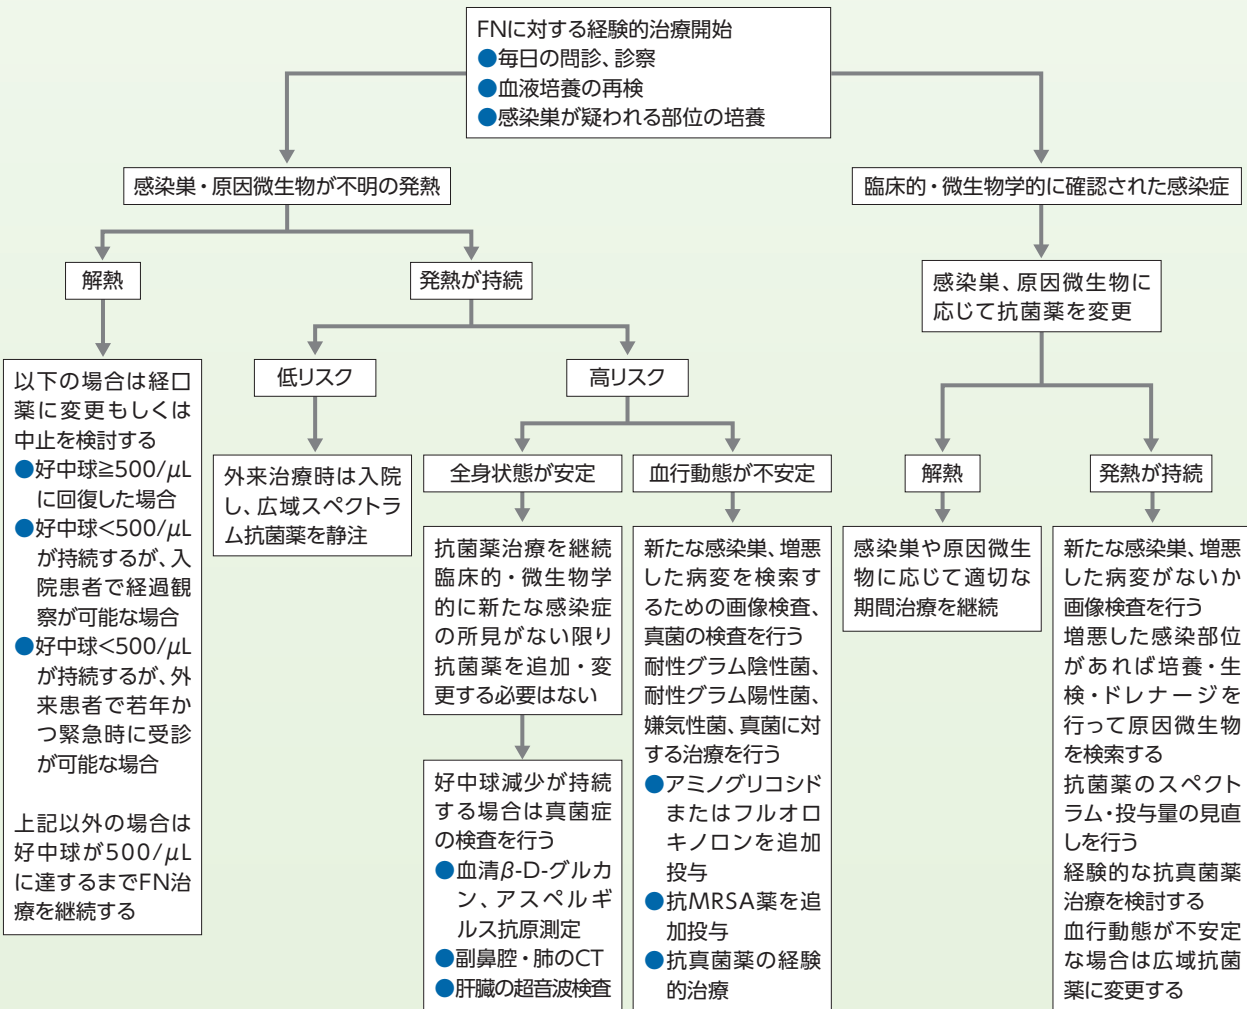 FNに対する経験的治療開始
●毎日の問診、診察
●血液培養の再検
●感染巣が疑われる部位の培養
感染巣・原因微生物が不明の発熱
臨床的・微生物学的に確認された感染症
解熱
発熱が持続
感染巣、原因微生物に
応じて抗菌薬を変更
以下の場合は経口
薬に変更もしくは
中止を検討する
●好中球≧500/μL
に回復した場合
●好中球<500/μL
が持続するが、入
院患者で経過観
察が可能な場合
●好中球<500/μL
が持続するが、外
来患者で若年か
つ緊急時に受診
が可能な場合
上記以外の場合は
好中球が500/μL
に達するまでFN治
療を継続する
低リスク
高リスク
外来治療時は入院
し、広域スペクトラ
ム抗菌薬を静注
全身状態が安定
血行動態が不安定
抗菌薬治療を継続
臨床的・微生物学
的に新たな感染症
の所見がない限り
抗菌薬を追加・変
更する必要はない
好中球減少が持続
する場合は真菌症
の検査を行う
●血清β-D-グルカ
ン、アスペルギ
ルス抗原測定
●副鼻腔・肺のCT
●肝臓の超音波検査
新たな感染巣、増悪
した病変を検索す
るための画像検査、
真菌の検査を行う
耐性グラム陰性菌、
耐性グラム陽性菌、
嫌気性菌、真菌に対
する治療を行う
●アミノグリコシド
またはフルオロ
キノロンを追加
投与
●抗MRSA薬を追
加投与
●抗真菌薬の経験
的治療
解熱
発熱が持続
感染巣や原因微生
物に応じて適切な
期間治療を継続
新たな感染巣、増悪
した病変がないか
画像検査を行う
増悪した感染部位
があれば培養・生
検・ドレナージを
行って原因微生物
を検索する
抗菌薬のスペクト
ラム・投与量の見直
しを行う
経験的な抗真菌薬
治療を検討する
血行動態が不安定
な場合は広域抗菌
薬に変更する